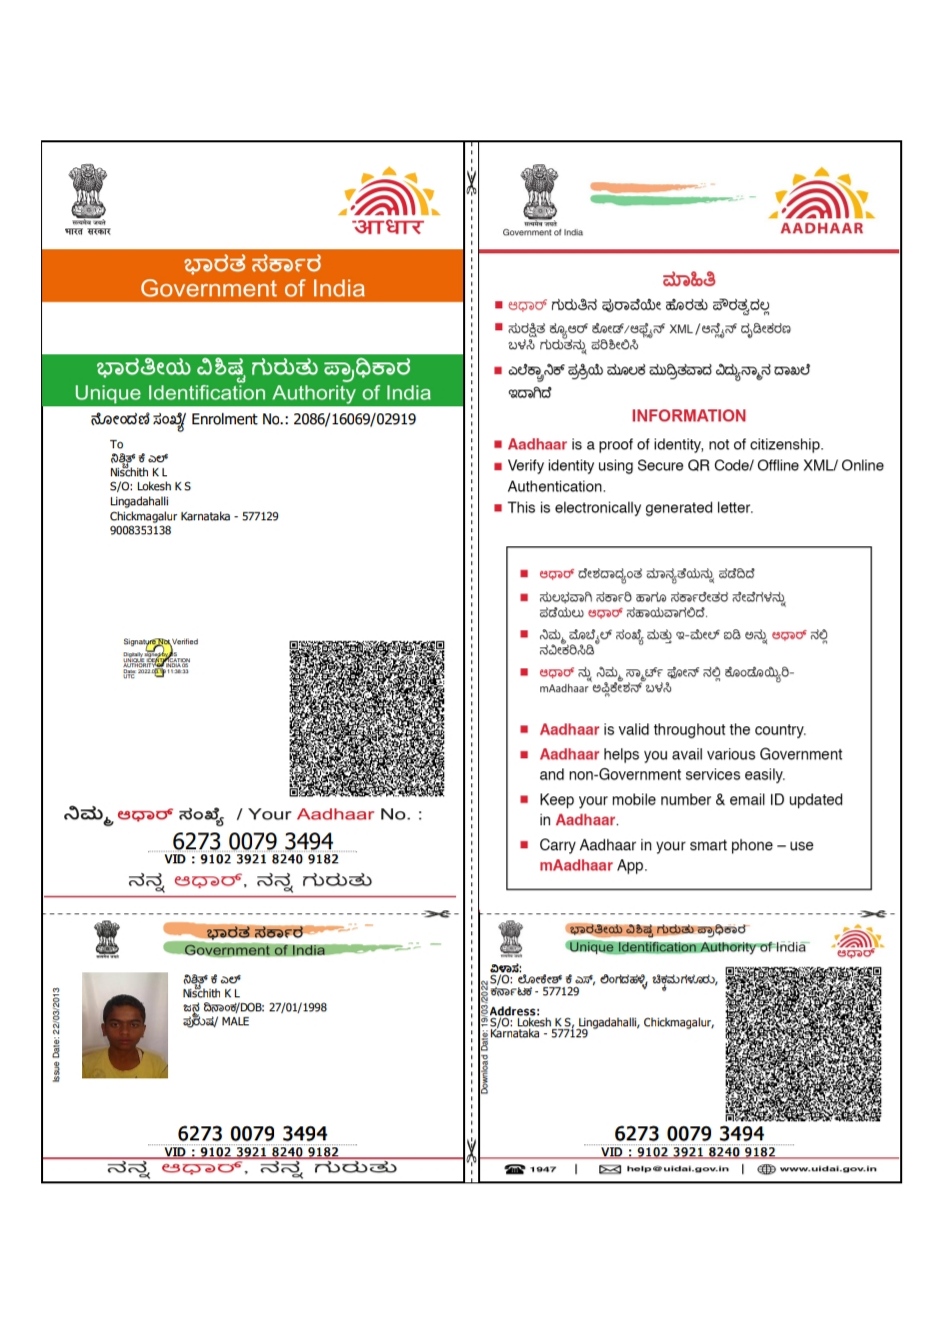 सत्यमेव जयते
भारत सरकार
आधार
ಭಾರತ ಸರ್ಕಾರ
Government of India
ಭಾರತೀಯ ವಿಶಿಷ್ಟ ಗುರುತು ಪ್ರಾಧಿಕಾರ
Unique Identification Authority of India
ನೋಂದಣಿ ಸಂಖ್ಯೆ/ Enrolment No.: 2086/16069/02919
To
ನಿಶ್ಚಿತ್ ಕೆ ಎಲ್
Nischith K L
S/O: Lokesh K S
Lingadahalli
Chickmagalur Karnataka - 577129
9008353138
Signature Not Verified
Digitally signed by DS
UNIQUE IDENTIFICATION
AUTHORITY OF INDIA 05
UTC
ನಿಮ್ಮ ಆಧಾರ್ ಸಂಖ್ಯೆ / Your Aadhaar No. :
6273 0079 3494
VID : 9102 3921 8240 9182
ನನ್ನ ಆಧಾರ್, ನನ್ನ ಗುರುತು
सत्यमेव जयते
Government of India
AADHAAR
ಮಾಹಿತಿ
ಆಧಾರ್ ಗುರುತಿನ ಪುರಾವೆಯೇ ಹೊರತು ಪೌರತ್ವದಲ್ಲ
ಸುರಕ್ಷಿತ ಕ್ಯೂಆರ್ ಕೋಡ್/ಆಫ್ಲೈನ್ XML /ಆನ್ಲೈನ್ ದೃಢೀಕರಣ
ಬಳಸಿ ಗುರುತನ್ನು ಪರಿಶೀಲಿಸಿ
ಎಲೆಕ್ಟ್ರಾನಿಕ್ ಪ್ರಕ್ರಿಯೆ ಮೂಲಕ ಮುದ್ರಿತವಾದ ವಿದ್ಯುನ್ಮಾನ ದಾಖಲೆ
ಇದಾಗಿದೆ
INFORMATION
Aadhaar is a proof of identity, not of citizenship.
Verify identity using Secure QR Code/ Offline XML/ Online
Authentication.
This is electronically generated letter.
ಆಧಾರ್ ದೇಶದಾದ್ಯಂತ ಮಾನ್ಯತೆಯನ್ನು ಪಡೆದಿದೆ
ಸುಲಭವಾಗಿ ಸರ್ಕಾರಿ ಹಾಗೂ ಸರ್ಕಾರೇತರ ಸೇವೆಗಳನ್ನು
ಪಡೆಯಲು ಆಧಾರ್ ಸಹಾಯವಾಗಲಿದೆ.
ನಿಮ್ಮ ಮೊಬೈಲ್ ಸಂಖ್ಯೆ ಮತ್ತು ಇ-ಮೇಲ್ ಐಡಿ ಅನ್ನು ಆಧಾರ್ ನಲ್ಲಿ
ನವೀಕರಿಸಿಡಿ
ಆಧಾರ್ ನ್ನು ನಿಮ್ಮ ಸ್ಮಾರ್ಟ್ ಫೋನ್ ನಲ್ಲಿ ಕೊಂಡೊಯ್ಯಿರಿ-
mAadhaar ಅಪ್ಲಿಕೇಶನ್ ಬಳಸಿ
Aadhaar is valid throughout the country.
Aadhaar helps you avail various Government
and non-Government services easily.
Keep your mobile number & email ID updated
in Aadhaar.
Carry Aadhaar in your smart phone – use
mAadhaar App.
ಭಾರತ ಸರ್ಕಾರ
Government of India
Issue Date: 22/03/2013
ನಿಶ್ಚಿತ್ ಕೆ ಎಲ್
Nischith K L
ಜನ್ಮ ದಿನಾಂಕ/DOB: 27/01/1998
ಪುರುಷ/ MALE
6273 0079 3494
VID : 9102 3921 8240 9182
ನನ್ನ ಆಧಾರ್, ನನ್ನ ಗುರುತು
ಭಾರತೀಯ ವಿಶಿಷ್ಟ ಗುರುತು ಪ್ರಾಧಿಕಾರ
Unique Identification Authority of India
ಆಧಾರ್
Download Date: 19/03/2022
ವಿಳಾಸ:
S/O: ಲೋಕೇಶ್ ಕೆ ಎಸ್, ಲಿಂಗದಹಳ್ಳಿ, ಚಿಕ್ಕಮಗಳೂರು,
ಕರ್ನಾಟಕ - 577129
Address:
S/O: Lokesh K S, Lingadahalli, Chickmagalur,
Karnataka - 577129
6273 0079 3494
VID : 9102 3921 8240 9182
1947 | help@uidai.gov.in | www.uidai.gov.in